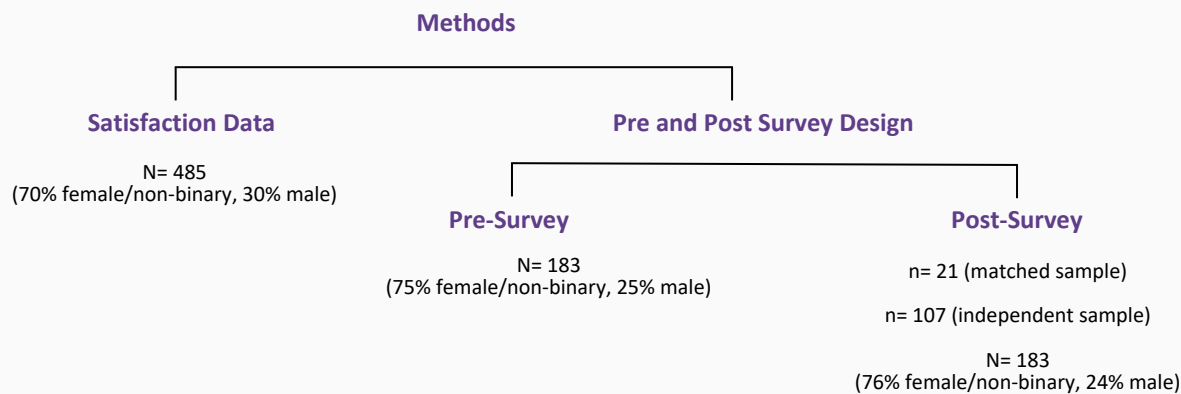 Methods
Satisfaction Data
N= 485
(70% female/non-binary, 30% male)
Pre and Post Survey Design
Pre-Survey
N= 183
(75% female/non-binary, 25% male)
Post-Survey
n= 21 (matched sample)
n= 107 (independent sample)
N= 183
(76% female/non-binary, 24% male)